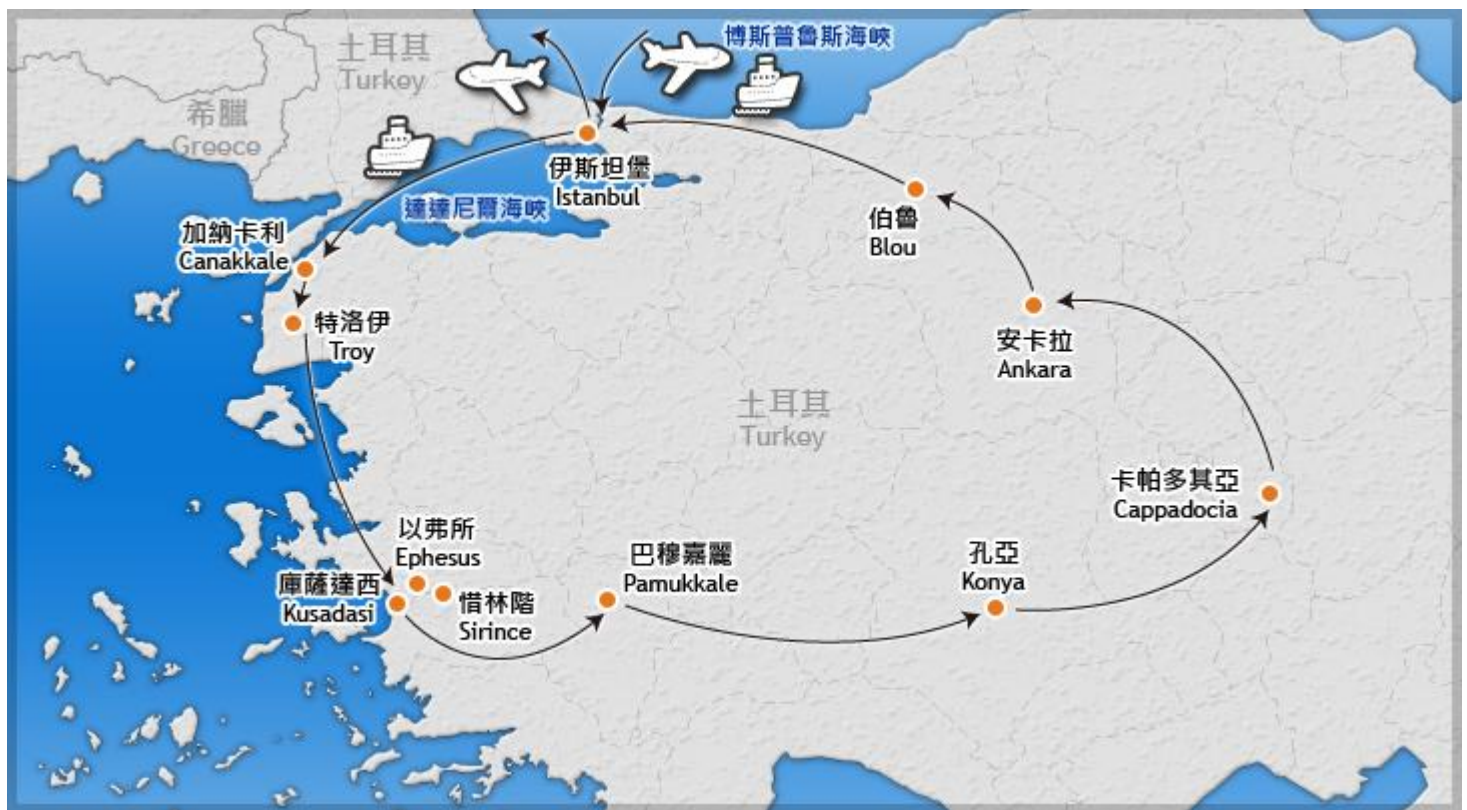 土耳其
Turkey
博斯普魯斯海峽
希臘
Greece
伊斯坦堡
Istanbul
達達尼爾海峽
加納卡利
Canakkale
伯魯
Blou
特洛伊
Troy
安卡拉
Ankara
土耳其
Turkey
卡帕多其亞
Cappadocia
以弗所
Ephesus
庫薩達西
Kusadasi
惜林階
Sirince
巴穆嘉麗
Pamukkale
孔亞
Konya